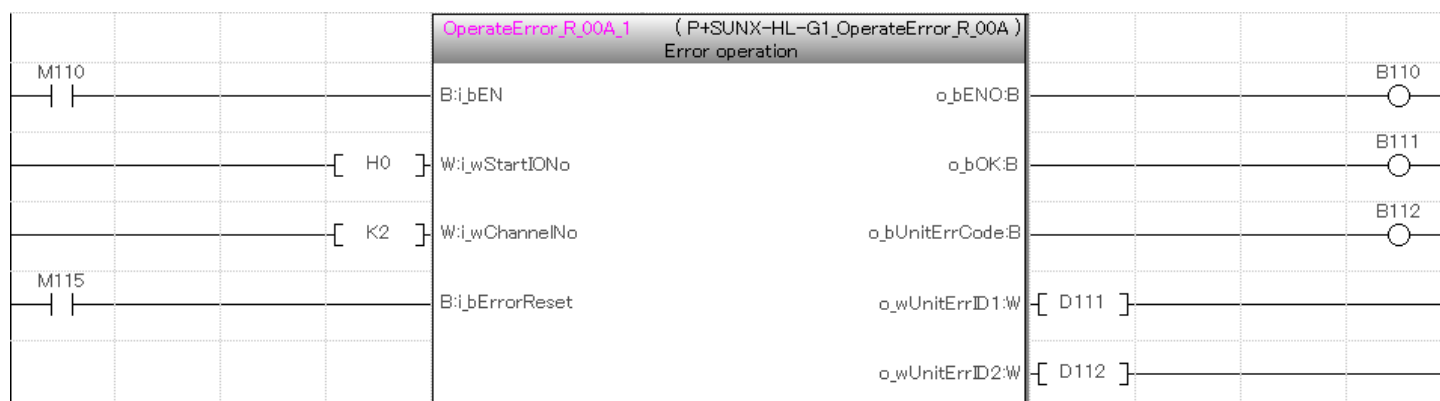 OperateError_R_00A_1 (P+SUNX-HL-G1_OperateError_R_00A)
Error operation
M110 B110
B:i_bEN o_bENO:B
B111
H0 W:i_wStartIONo o_bOK:B
B112
K2 W:i_wChannelNo o_bUnitErrCode:B
M115
B:i_bErrorReset o_wUnitErrID1:W D111
o_wUnitErrID2:W D112